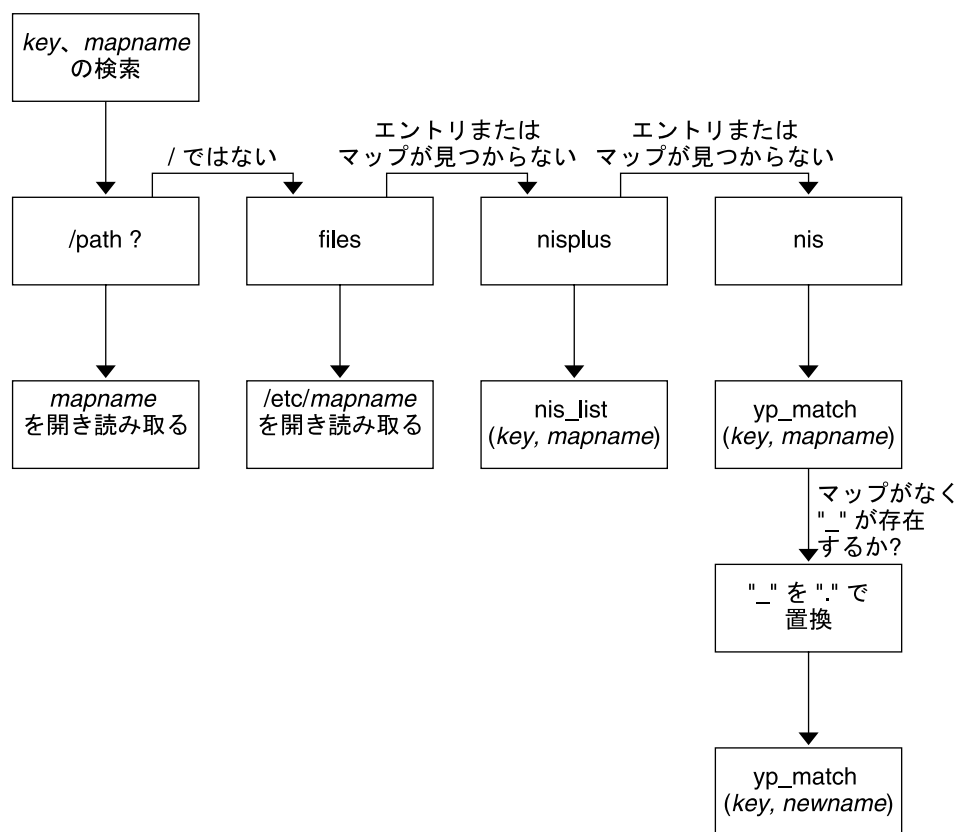 key、mapname
の検索
/ ではない
エントリまたは
マップが見つからない
エントリまたは
マップが見つからない
/path ?
files
nisplus
nis
mapname
を開き読み取る
/etc/mapname
を開き読み取る
nis_list
(key, mapname)
yp_match
(key, mapname)
マップがなく
"_" が存在
するか?
"_" を "." で
置換
yp_match
(key, newname)